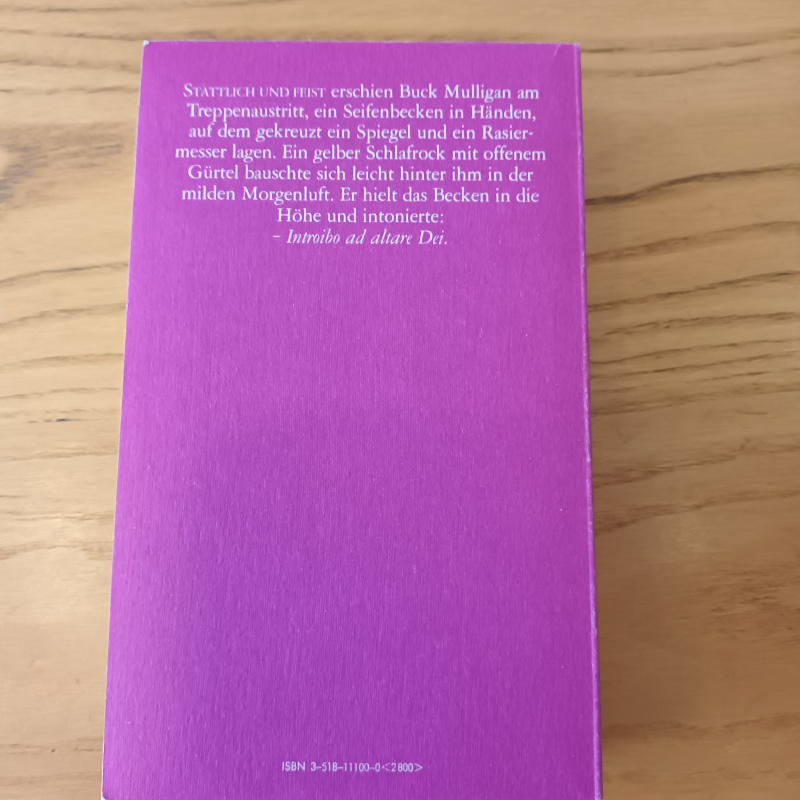 STATTLICH UND FEIST erschien Buck Mulligan am
Treppenaustritt, ein Seifenbecken in Händen,
auf dem gekreuzt ein Spiegel und ein Rasier-
messer lagen. Ein gelber Schlafrock mit offenem
Gürtel bauschte sich leicht hinter ihm in der
milden Morgenluft. Er hielt das Becken in die
Höhe und intonierte:
– Introibo ad altare Dei.
ISBN 3–518–11100–0<2800>